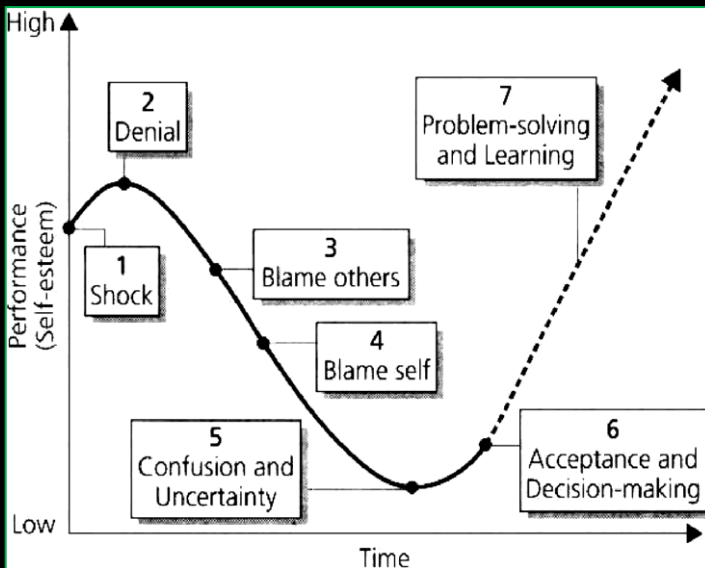 High
2
Denial
7
Problem-solving
and Learning
Performance
(Self-esteem)
1
Shock
3
Blame others
4
Blame self
5
Confusion and
Uncertainty
6
Acceptance and
Decision-making
Low
Time